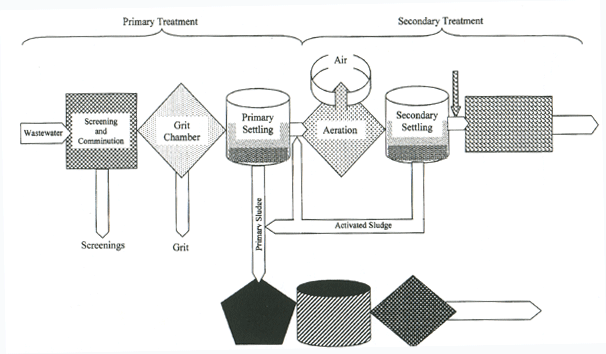 Primary Treatment
Secondary Treatment
Air
Wastewater
Screening
and
Comminution
Grit
Chamber
Primary
Settling
Aeration
Secondary
Settling
Primary Sludge
Activated Sludge
Screenings
Grit